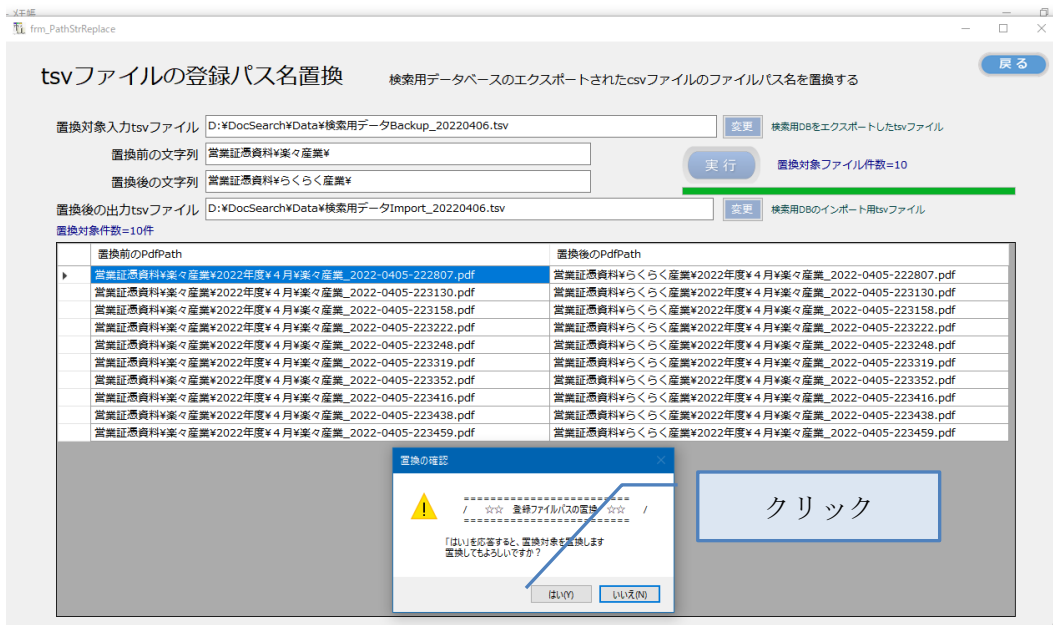 - メモ帳
frm_PathStrReplace
tsvファイルの登録パス名置換
検索用データベースのエクスポートされたcsvファイルのファイルパス名を置換する
戻る
置換対象入力tsvファイル D:¥DocSearch¥Data¥検索用データBackup_20220406.tsv 変更 検索用DBをエクスポートしたtsvファイル
置換前の文字列 営業証憑資料¥楽々産業¥
実行 置換対象ファイル件数=10
置換後の文字列 営業証憑資料¥らくらく産業¥
置換後の出力tsvファイル D:¥DocSearch¥Data¥検索用データImport_20220406.tsv 変更 検索用DBのインポート用tsvファイル
置換対象件数=10件
置換前のPdfPath 置換後のPdfPath
営業証憑資料¥楽々産業¥2022年度¥4月¥楽々産業_2022-0405-222807.pdf 営業証憑資料¥らくらく産業¥2022年度¥4月¥楽々産業_2022-0405-222807.pdf
営業証憑資料¥楽々産業¥2022年度¥4月¥楽々産業_2022-0405-223130.pdf 営業証憑資料¥らくらく産業¥2022年度¥4月¥楽々産業_2022-0405-223130.pdf
営業証憑資料¥楽々産業¥2022年度¥4月¥楽々産業_2022-0405-223158.pdf 営業証憑資料¥らくらく産業¥2022年度¥4月¥楽々産業_2022-0405-223158.pdf
営業証憑資料¥楽々産業¥2022年度¥4月¥楽々産業_2022-0405-223222.pdf 営業証憑資料¥らくらく産業¥2022年度¥4月¥楽々産業_2022-0405-223222.pdf
営業証憑資料¥楽々産業¥2022年度¥4月¥楽々産業_2022-0405-223248.pdf 営業証憑資料¥らくらく産業¥2022年度¥4月¥楽々産業_2022-0405-223248.pdf
営業証憑資料¥楽々産業¥2022年度¥4月¥楽々産業_2022-0405-223319.pdf 営業証憑資料¥らくらく産業¥2022年度¥4月¥楽々産業_2022-0405-223319.pdf
営業証憑資料¥楽々産業¥2022年度¥4月¥楽々産業_2022-0405-223352.pdf 営業証憑資料¥らくらく産業¥2022年度¥4月¥楽々産業_2022-0405-223352.pdf
営業証憑資料¥楽々産業¥2022年度¥4月¥楽々産業_2022-0405-223416.pdf 営業証憑資料¥らくらく産業¥2022年度¥4月¥楽々産業_2022-0405-223416.pdf
営業証憑資料¥楽々産業¥2022年度¥4月¥楽々産業_2022-0405-223438.pdf 営業証憑資料¥らくらく産業¥2022年度¥4月¥楽々産業_2022-0405-223438.pdf
営業証憑資料¥楽々産業¥2022年度¥4月¥楽々産業_2022-0405-223459.pdf 営業証憑資料¥らくらく産業¥2022年度¥4月¥楽々産業_2022-0405-223459.pdf
置換の確認
==========================
/ ☆☆ 登録ファイルパスの置換 ☆☆ /
==========================
「はい」を応答すると、置換対象を置換します
置換してもよろしいですか？
はい(Y) いいえ(N)
クリック